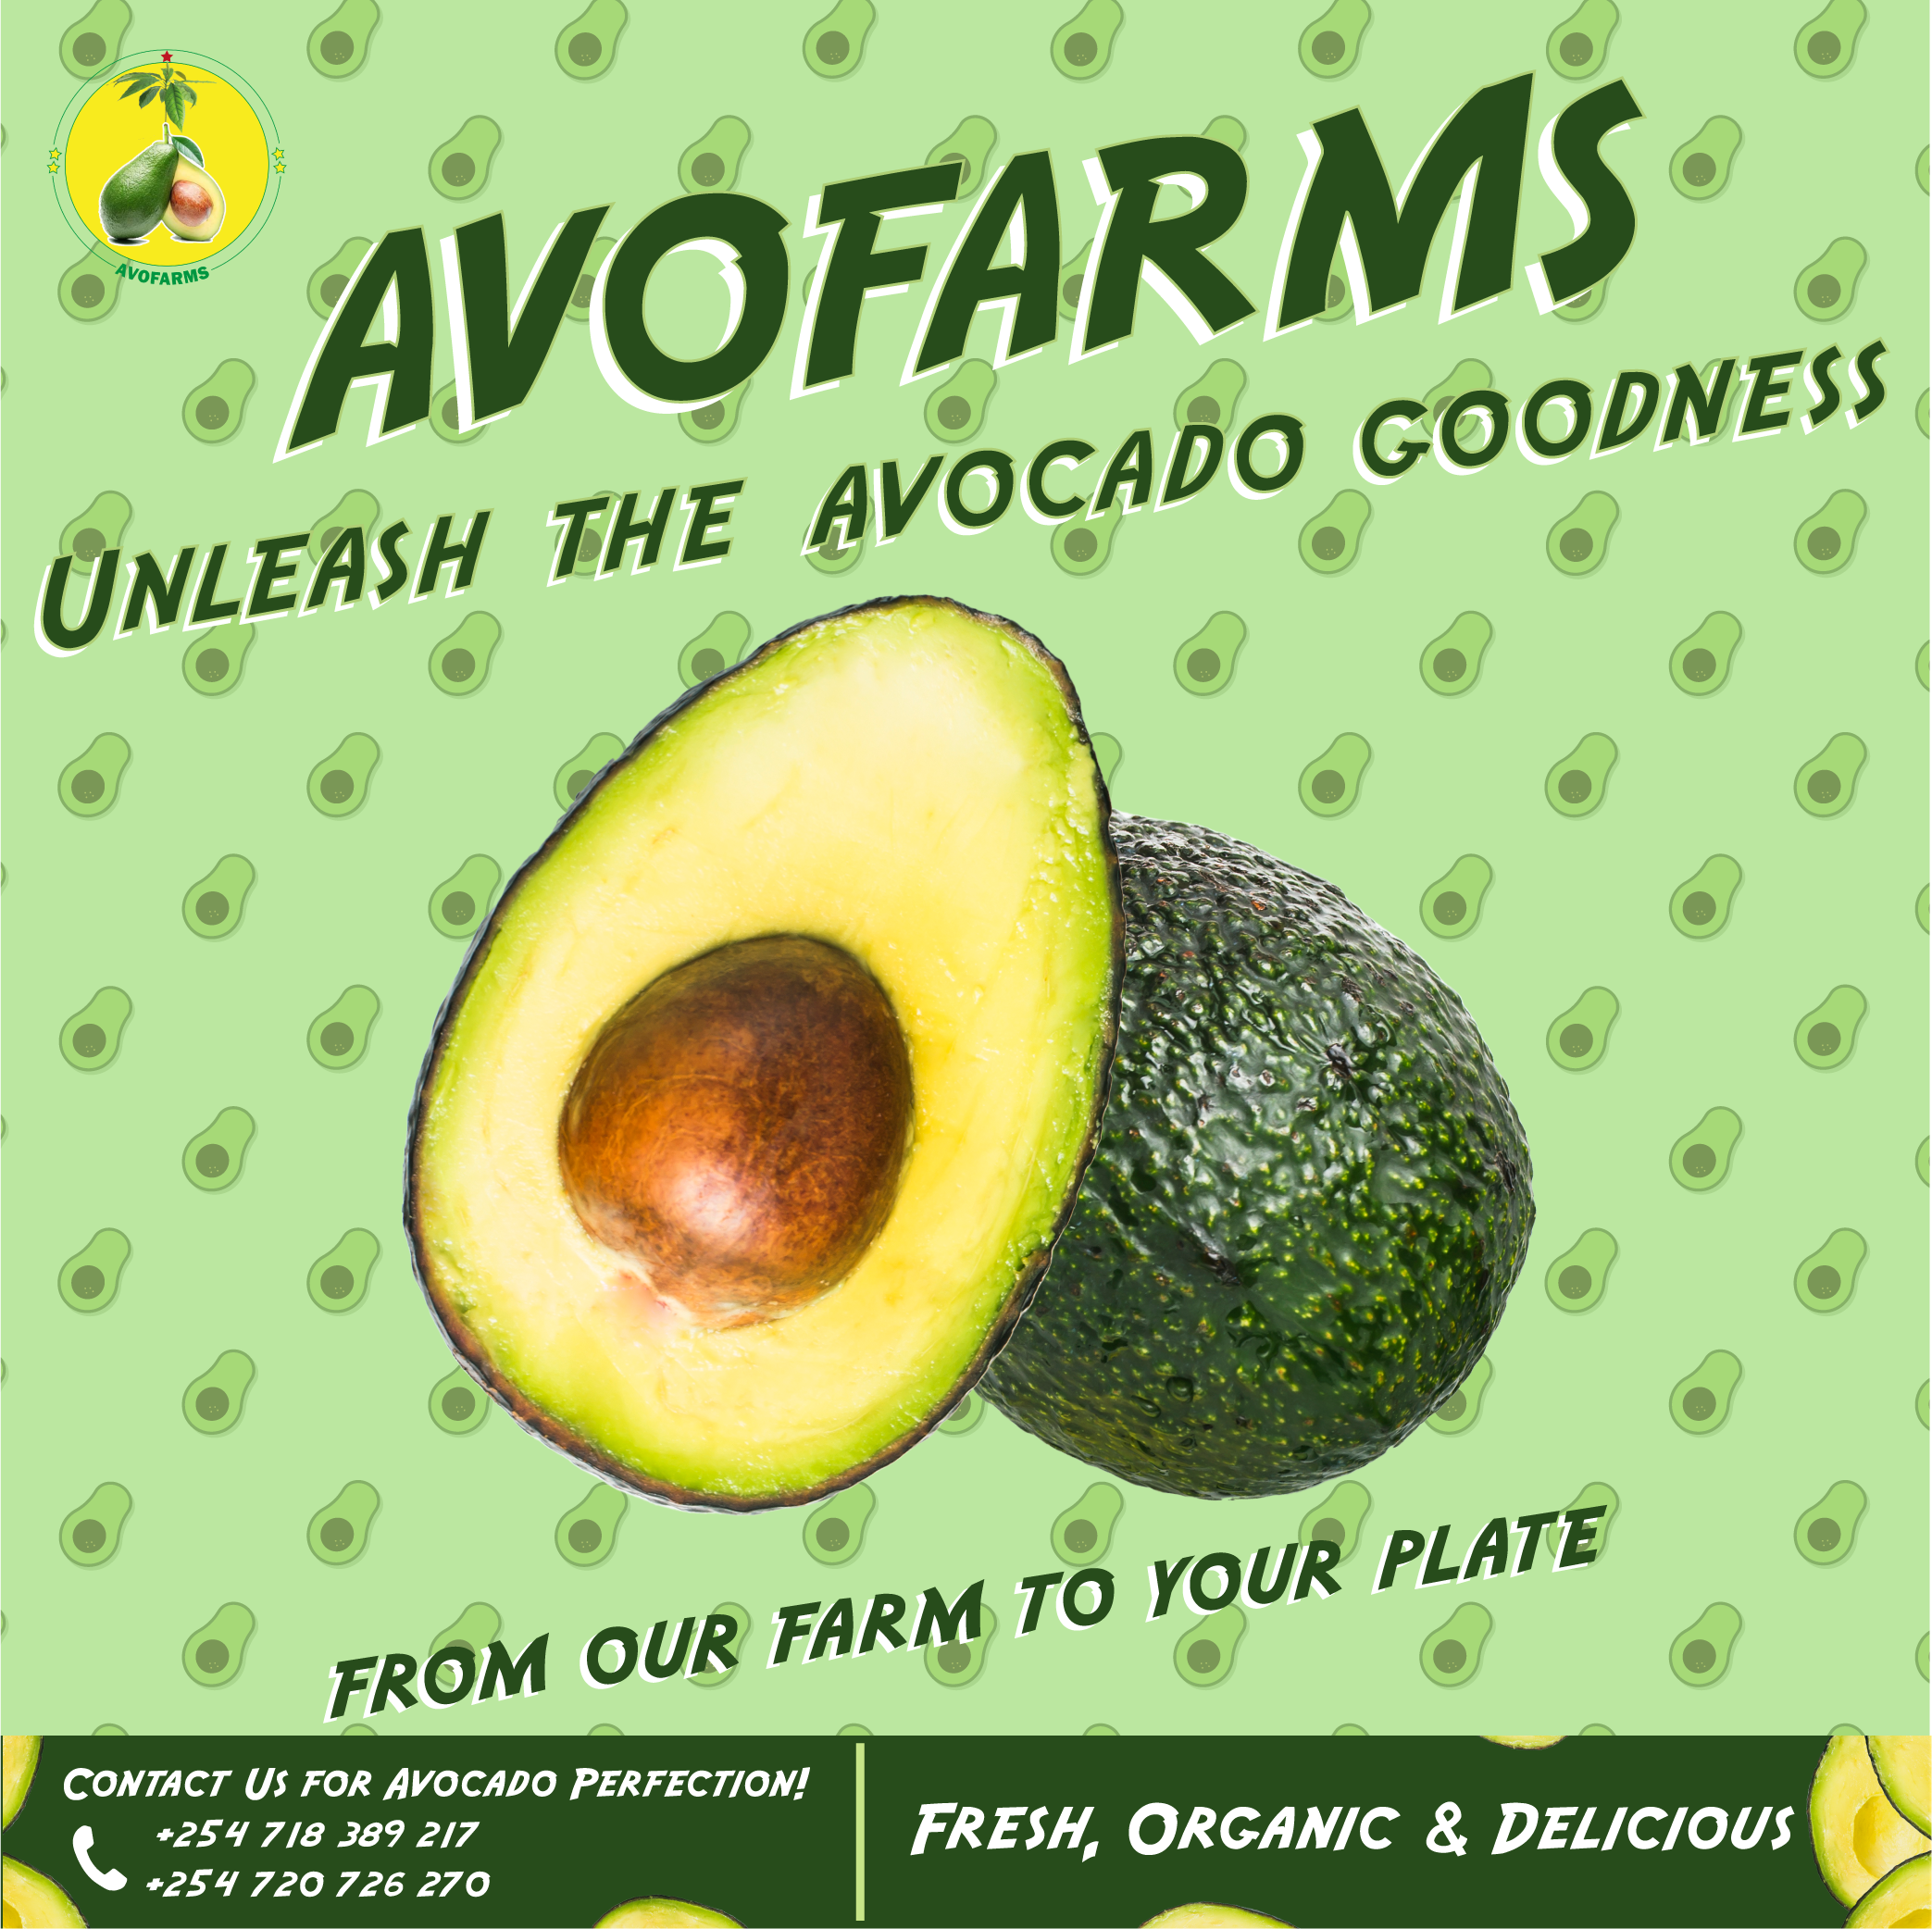 AVOFARMS
AVOFARMS
UNLEASH THE AVOCADO GOODNESS
FROM OUR FARM TO YOUR PLATE
CONTACT US FOR AVOCADO PERFECTION!
+254 718 389 217
+254 720 726 270
FRESH, ORGANIC & DELICIOUS